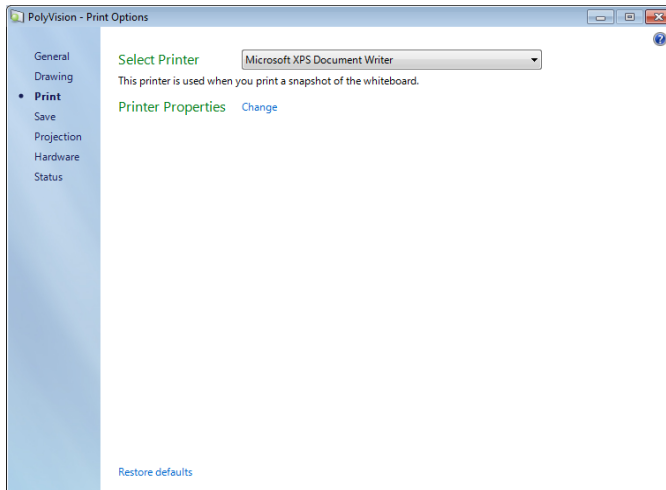 PolyVision - Print Options
General
Drawing
• Print
Save
Projection
Hardware
Status
Select Printer Microsoft XPS Document Writer
This printer is used when you print a snapshot of the whiteboard.
Printer Properties Change
Restore defaults
?